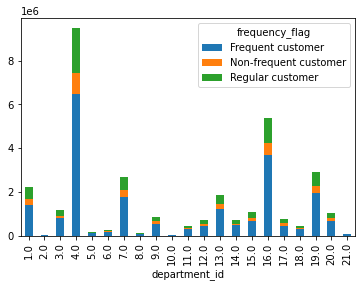 1e6
frequency_flag
Frequent customer
Non-frequent customer
Regular customer
8
6
4
2
0
1.0 2.0 3.0 4.0 5.0 6.0 7.0 8.0 9.0 10.0 11.0 12.0 13.0 14.0 15.0 16.0 17.0 18.0 19.0 20.0 21.0
department_id